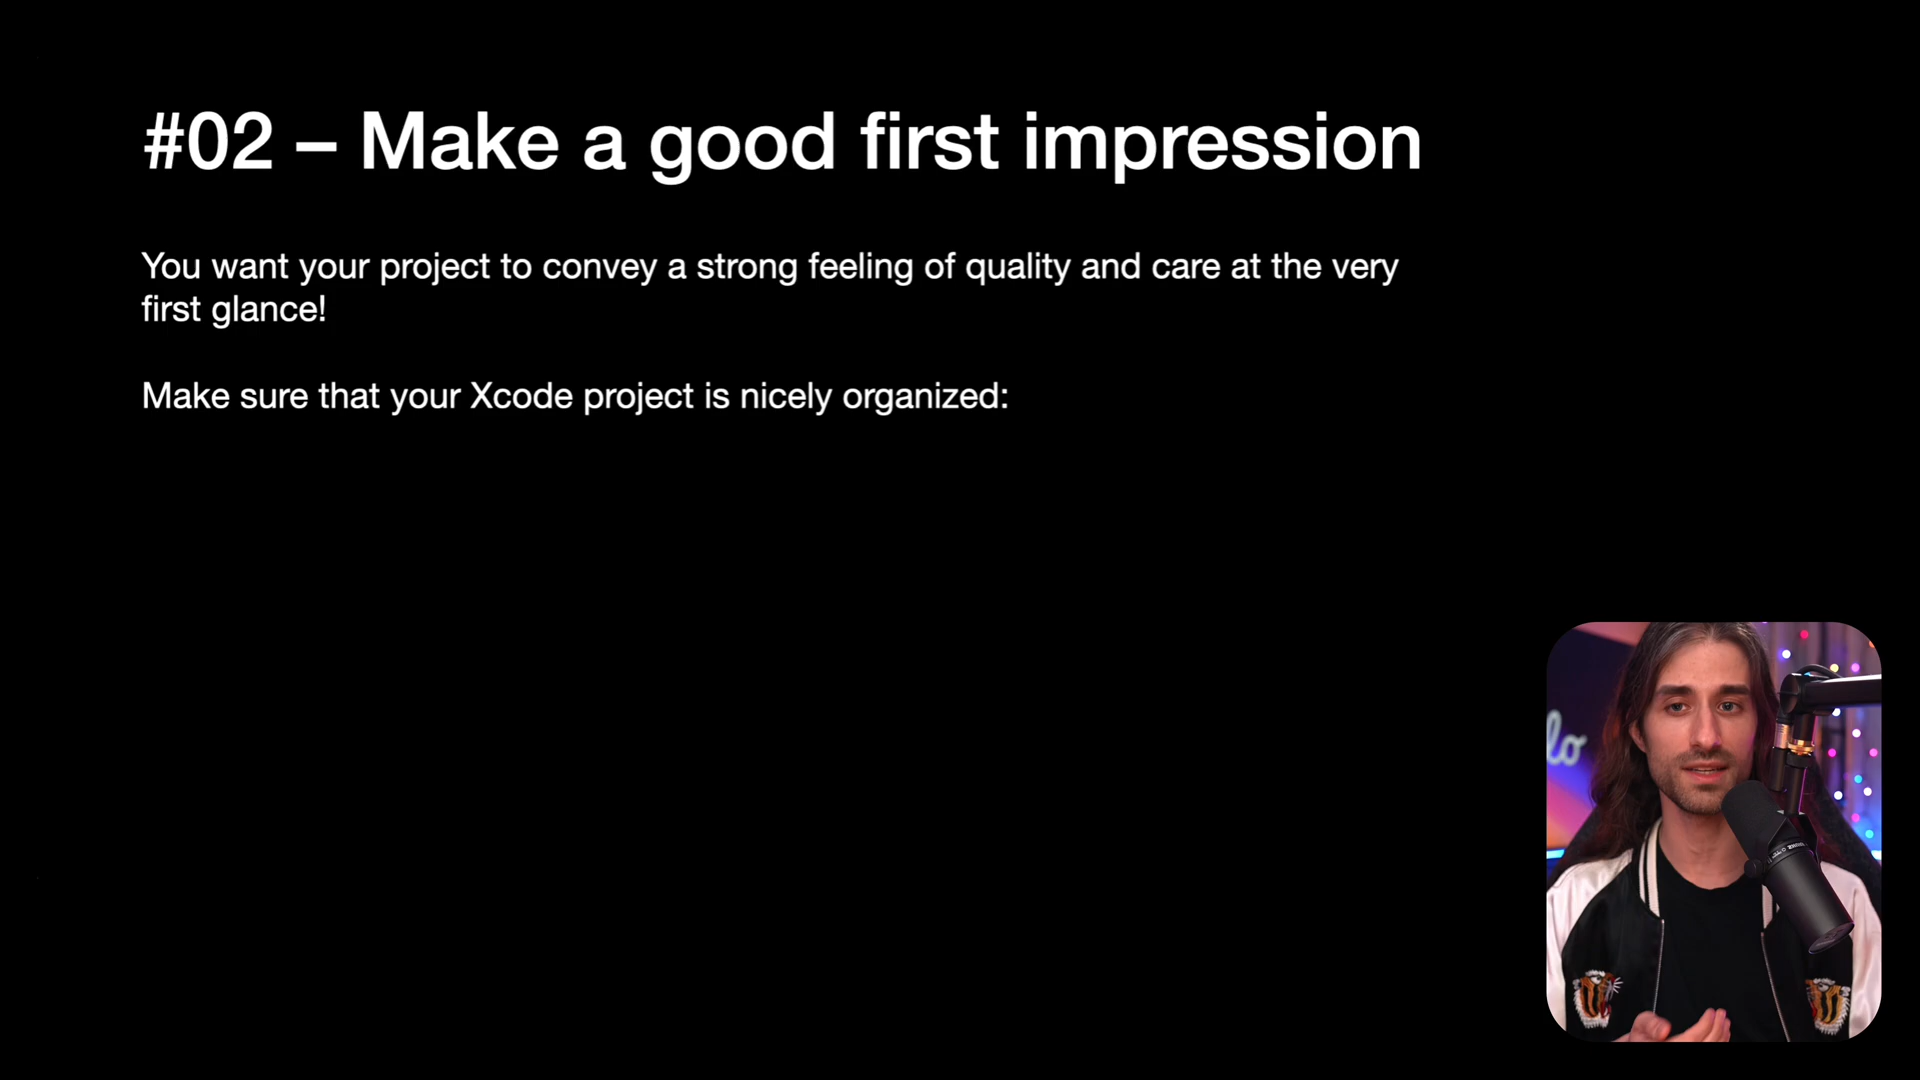 #02 – Make a good first impression
You want your project to convey a strong feeling of quality and care at the very
first glance!
Make sure that your Xcode project is nicely organized:
lo